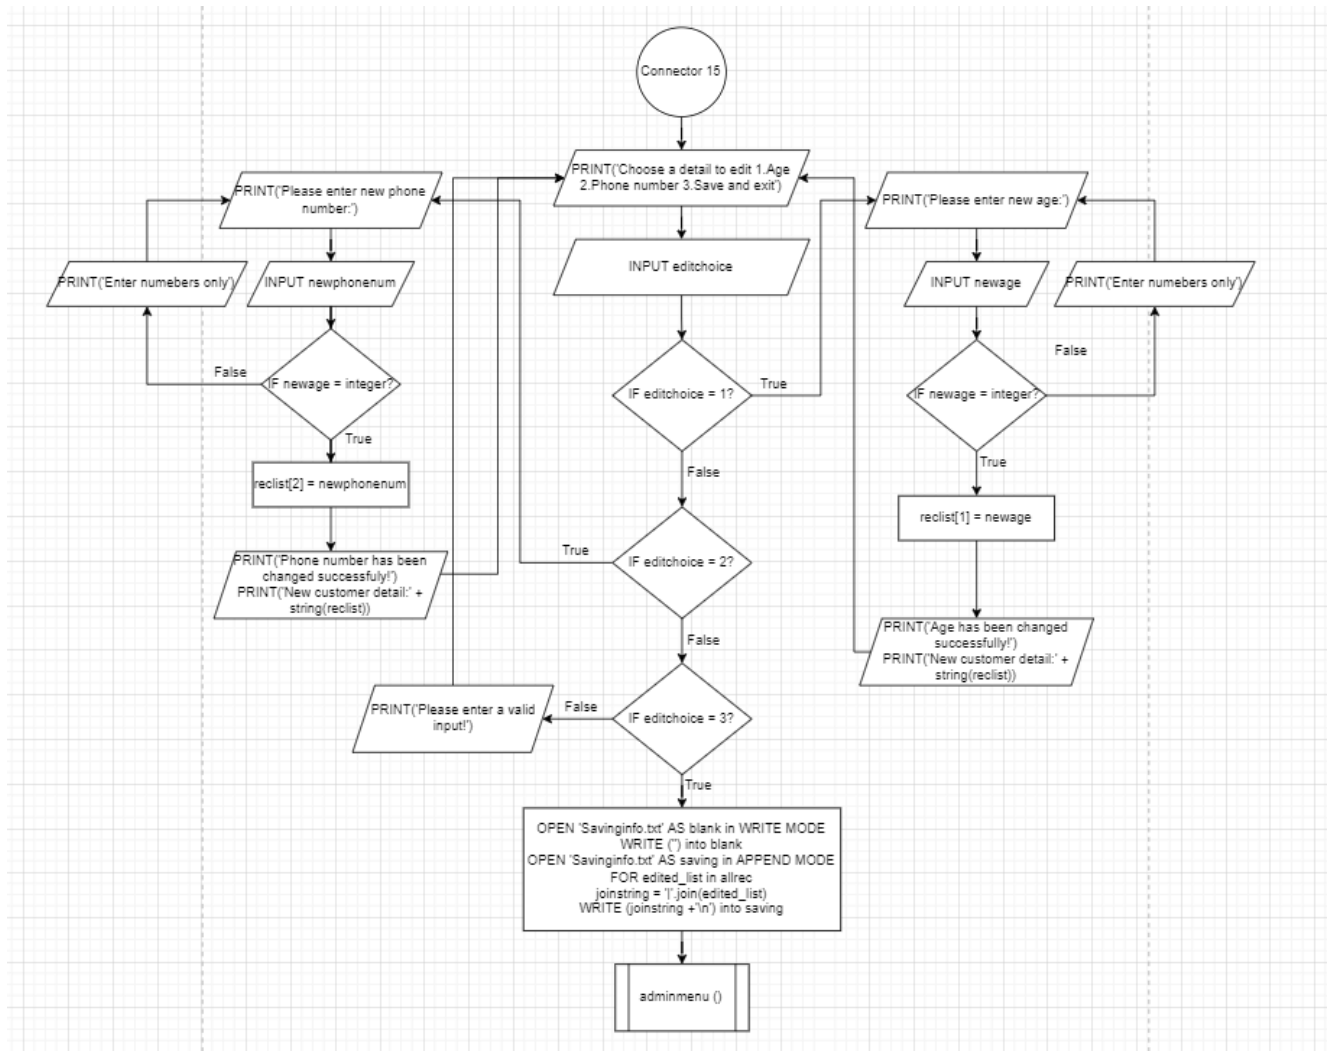 Connector 15
PRINT('Choose a detail to edit 1.Age
2.Phone number 3.Save and exit')
PRINT('Please enter new phone
number:')
PRINT('Please enter new age:')
PRINT('Enter numebers only')
INPUT newphonenum
INPUT editchoice
INPUT newage
PRINT('Enter numebers only')
False
IF newage = integer?
True
IF editchoice = 1?
True
False
IF newage = integer?
False
True
reclist[2] = newphonenum
reclist[1] = newage
PRINT('Phone number has been
changed successfuly!')
PRINT('New customer detail:' +
string(reclist))
True
IF editchoice = 2?
False
PRINT('Age has been changed
successfully!')
PRINT('New customer detail:' +
string(reclist))
PRINT('Please enter a valid
input!')
False
IF editchoice = 3?
True
OPEN 'Savinginfo.txt' AS blank in WRITE MODE
WRITE ('') into blank
OPEN 'Savinginfo.txt' AS saving in APPEND MODE
FOR edited_list in allrec
joinstring = '|'.join(edited_list)
WRITE (joinstring +'\n') into saving
adminmenu ()